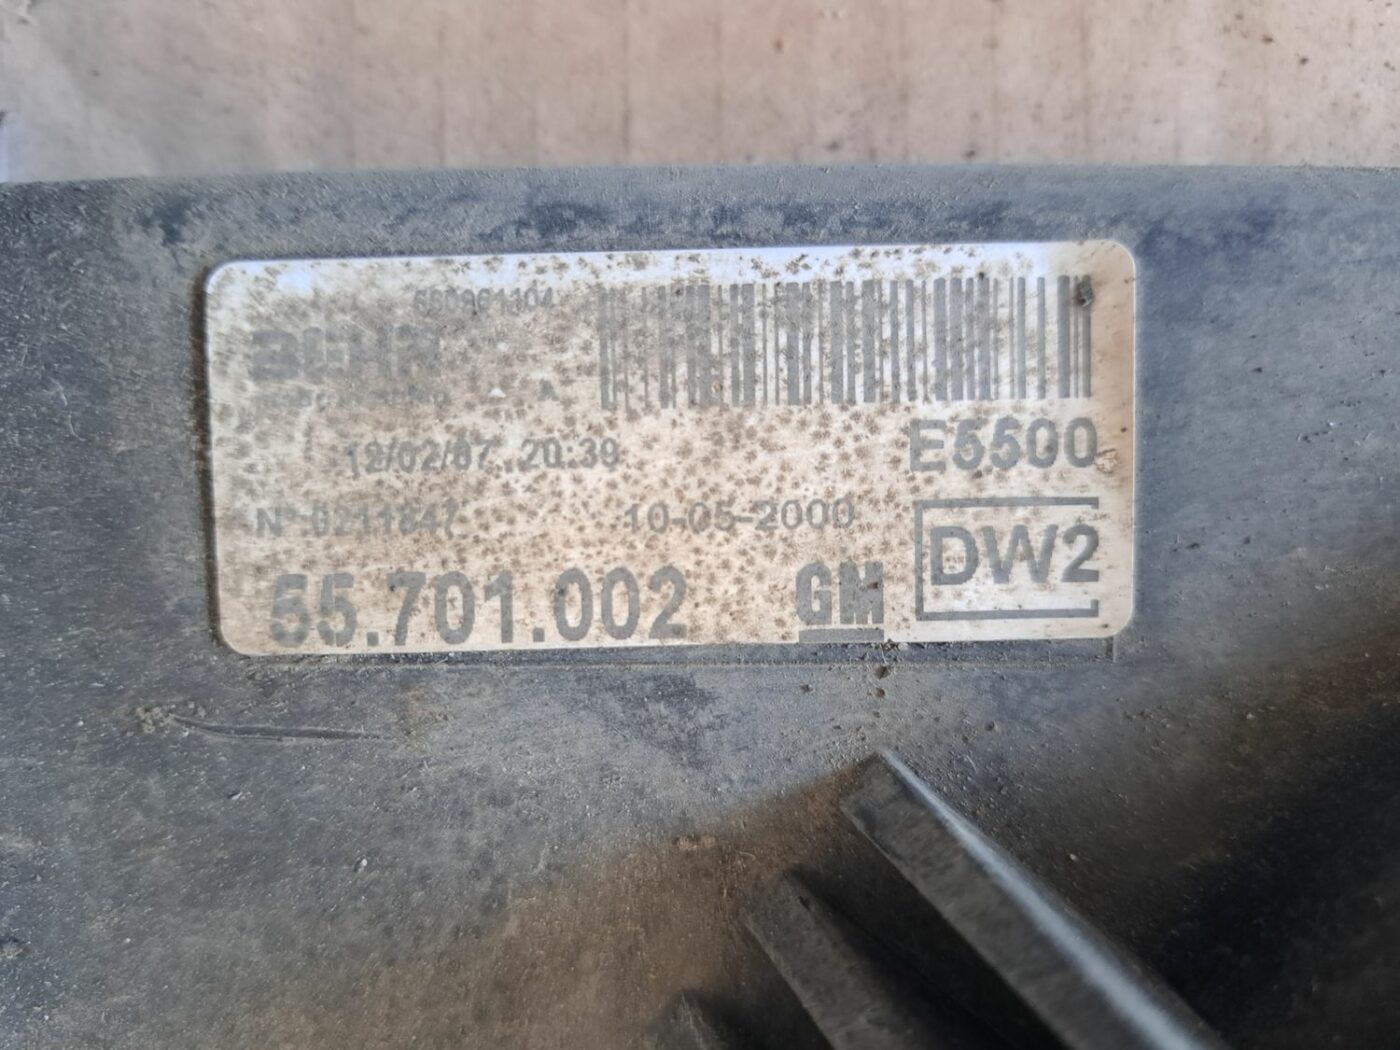 BEHR
E5500
12/02/07 20:39
N° 0211847 10-05-2000
DW2
55.701.002 GM